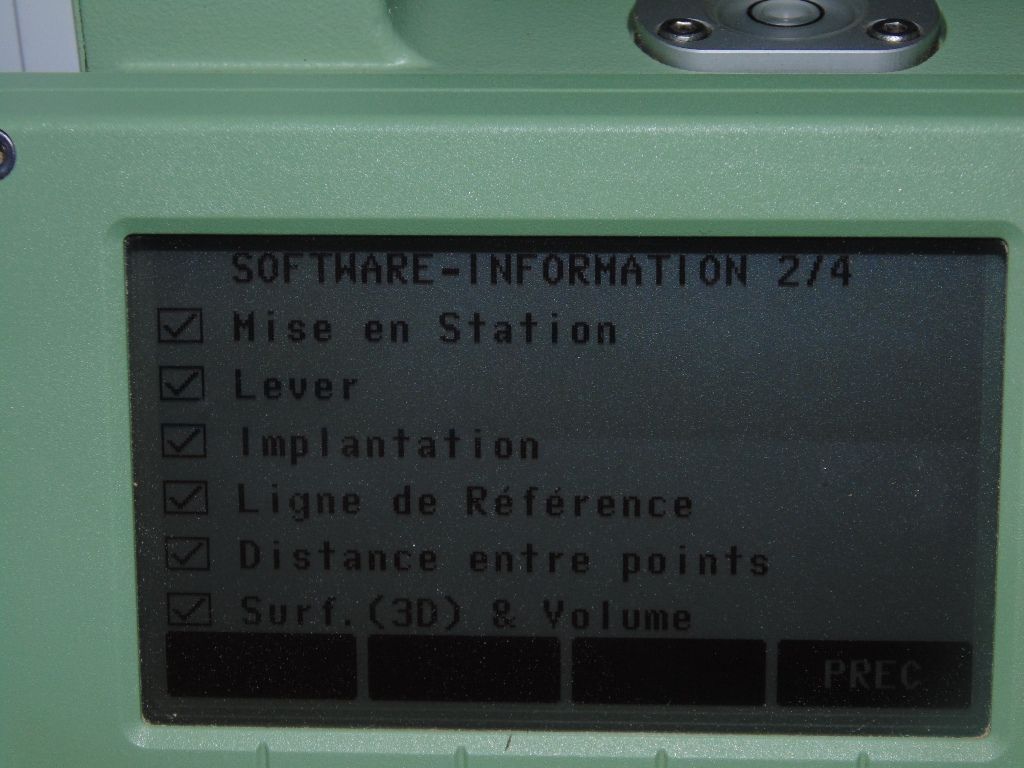 SOFTWARE-INFORMATION 2/4
Mise en Station
Lever
Implantation
Ligne de Référence
Distance entre points
Surf.(3D) & Volume
PREC